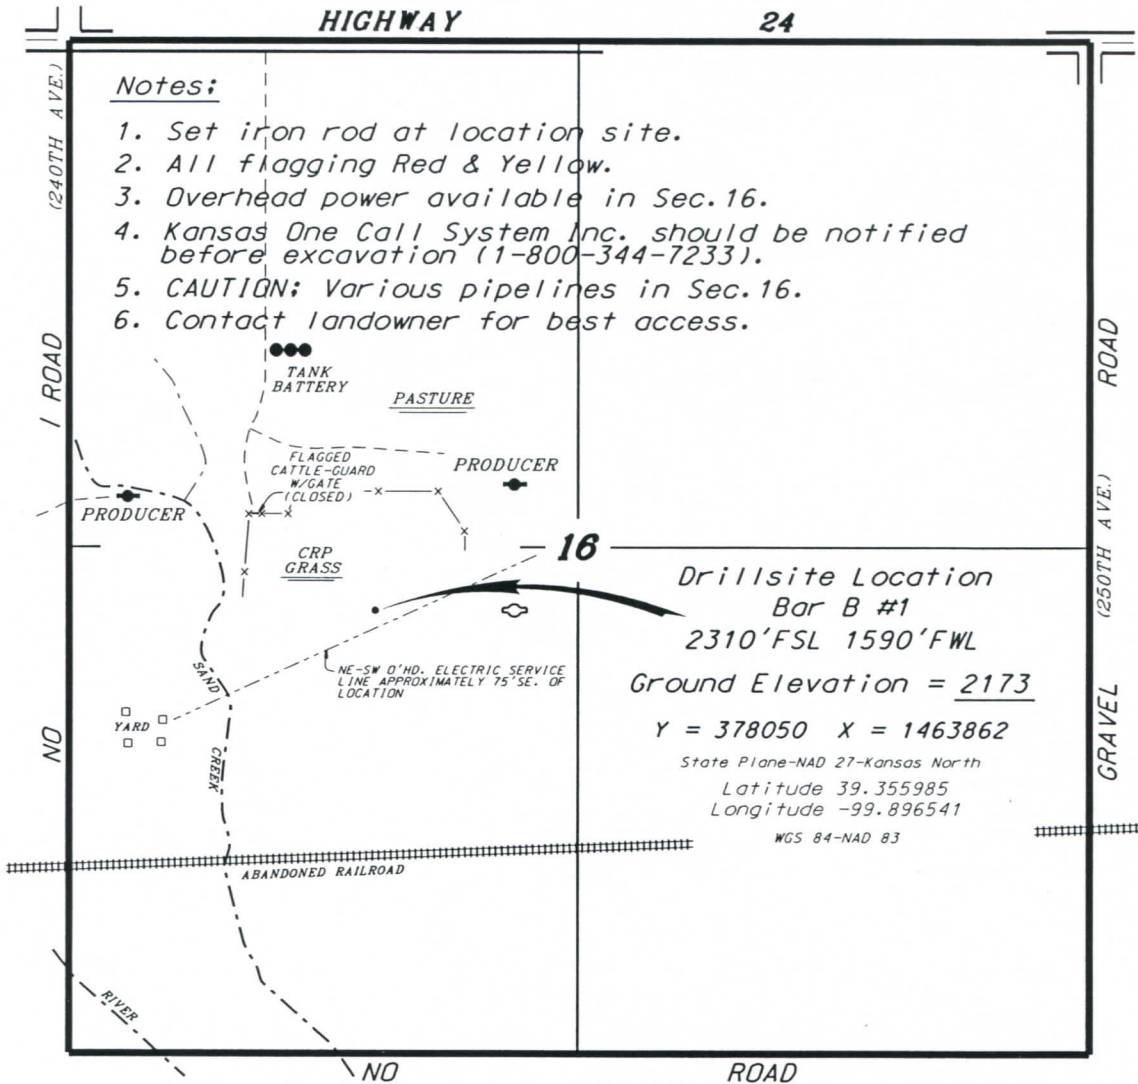 HIGHWAY 24
(240TH AVE.)
Notes:
1. Set iron rod at location site.
2. All flagging Red & Yellow.
3. Overhead power available in Sec.16.
4. Kansas One Call System Inc. should be notified
before excavation (1-800-344-7233).
5. CAUTION: Various pipelines in Sec.16.
6. Contact landowner for best access.
I ROAD
ROAD
TANK
BATTERY
PASTURE
FLAGGED
CATTLE-GUARD
W/GATE
(CLOSED)
PRODUCER
PRODUCER
(250TH AVE.)
16
CRP
GRASS
Drillsite Location
Bar B #1
2310'FSL 1590'FWL
Ground Elevation = 2173
Y = 378050 X = 1463862
State Plane-NAD 27-Kansas North
Latitude 39.355985
Longitude -99.896541
WGS 84-NAD 83
NE-SW O'HD. ELECTRIC SERVICE
LINE APPROXIMATELY 75'SE. OF
LOCATION
SAND
CREEK
YARD
NO
GRAVEL
ABANDONED RAILROAD
RIVER
NO ROAD